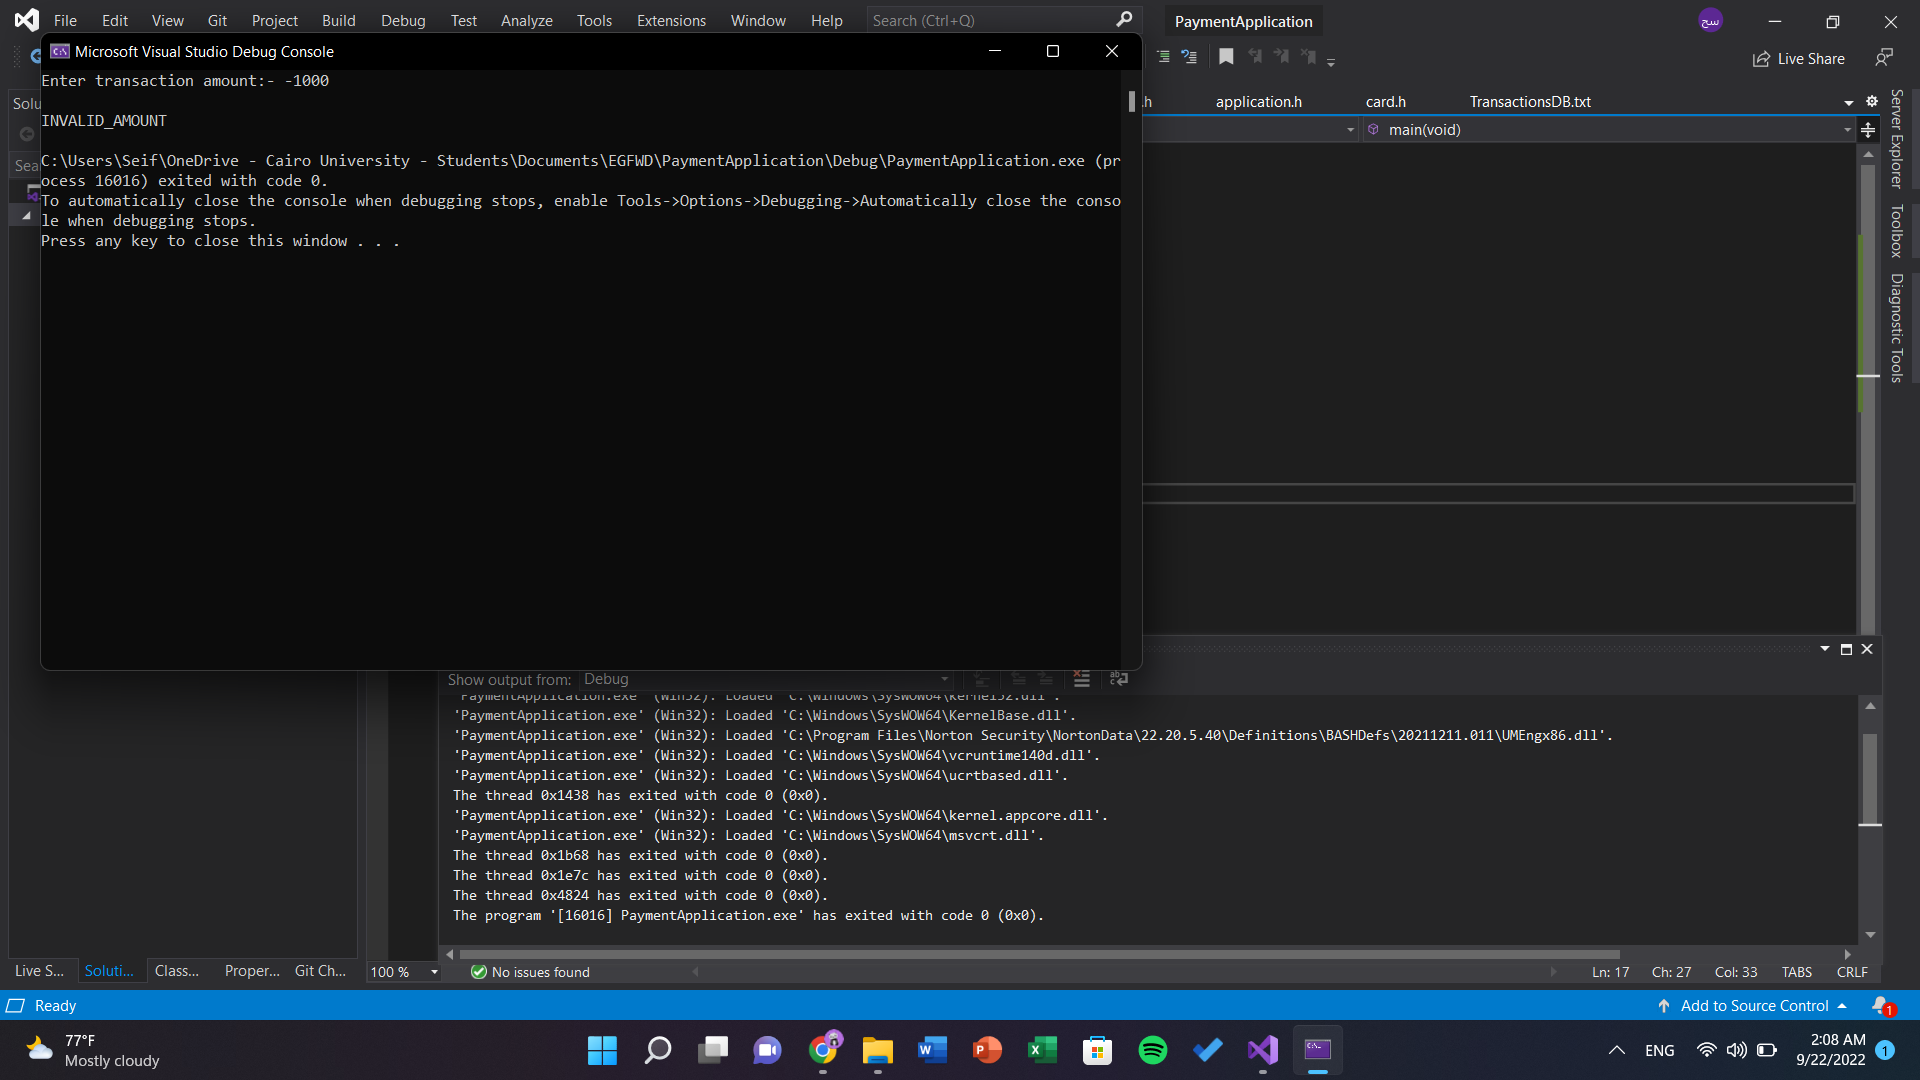 File Edit View Git Project Build Debug Test Analyze Tools Extensions Window Help Search (Ctrl+Q) PaymentApplication سح
Microsoft Visual Studio Debug Console
Live Share
Enter transaction amount:- -1000
.h application.h card.h TransactionsDB.txt
Solu
INVALID_AMOUNT
main(void)
C:\Users\Seif\OneDrive - Cairo University - Students\Documents\EGFWD\PaymentApplication\Debug\PaymentApplication.exe (pr
ocess 16016) exited with code 0.
Sea
To automatically close the console when debugging stops, enable Tools->Options->Debugging->Automatically close the conso
le when debugging stops.
Press any key to close this window . . .
Server Explorer
Toolbox
Diagnostic Tools
Show output from: Debug
'PaymentApplication.exe' (Win32): Loaded 'C:\Windows\SysWOW64\kernel32.dll'.
'PaymentApplication.exe' (Win32): Loaded 'C:\Windows\SysWOW64\KernelBase.dll'.
'PaymentApplication.exe' (Win32): Loaded 'C:\Program Files\Norton Security\NortonData\22.20.5.40\Definitions\BASHDefs\20211211.011\UMEngx86.dll'.
'PaymentApplication.exe' (Win32): Loaded 'C:\Windows\SysWOW64\vcruntime140d.dll'.
'PaymentApplication.exe' (Win32): Loaded 'C:\Windows\SysWOW64\ucrtbased.dll'.
The thread 0x1438 has exited with code 0 (0x0).
'PaymentApplication.exe' (Win32): Loaded 'C:\Windows\SysWOW64\kernel.appcore.dll'.
'PaymentApplication.exe' (Win32): Loaded 'C:\Windows\SysWOW64\msvcrt.dll'.
The thread 0x1b68 has exited with code 0 (0x0).
The thread 0x1e7c has exited with code 0 (0x0).
The thread 0x4824 has exited with code 0 (0x0).
The program '[16016] PaymentApplication.exe' has exited with code 0 (0x0).
Live S... Soluti... Class... Proper... Git Ch... 100 % No issues found Ln: 17 Ch: 27 Col: 33 TABS CRLF
Ready Add to Source Control 1
77°F
Mostly cloudy
ENG
2:08 AM
9/22/2022
1